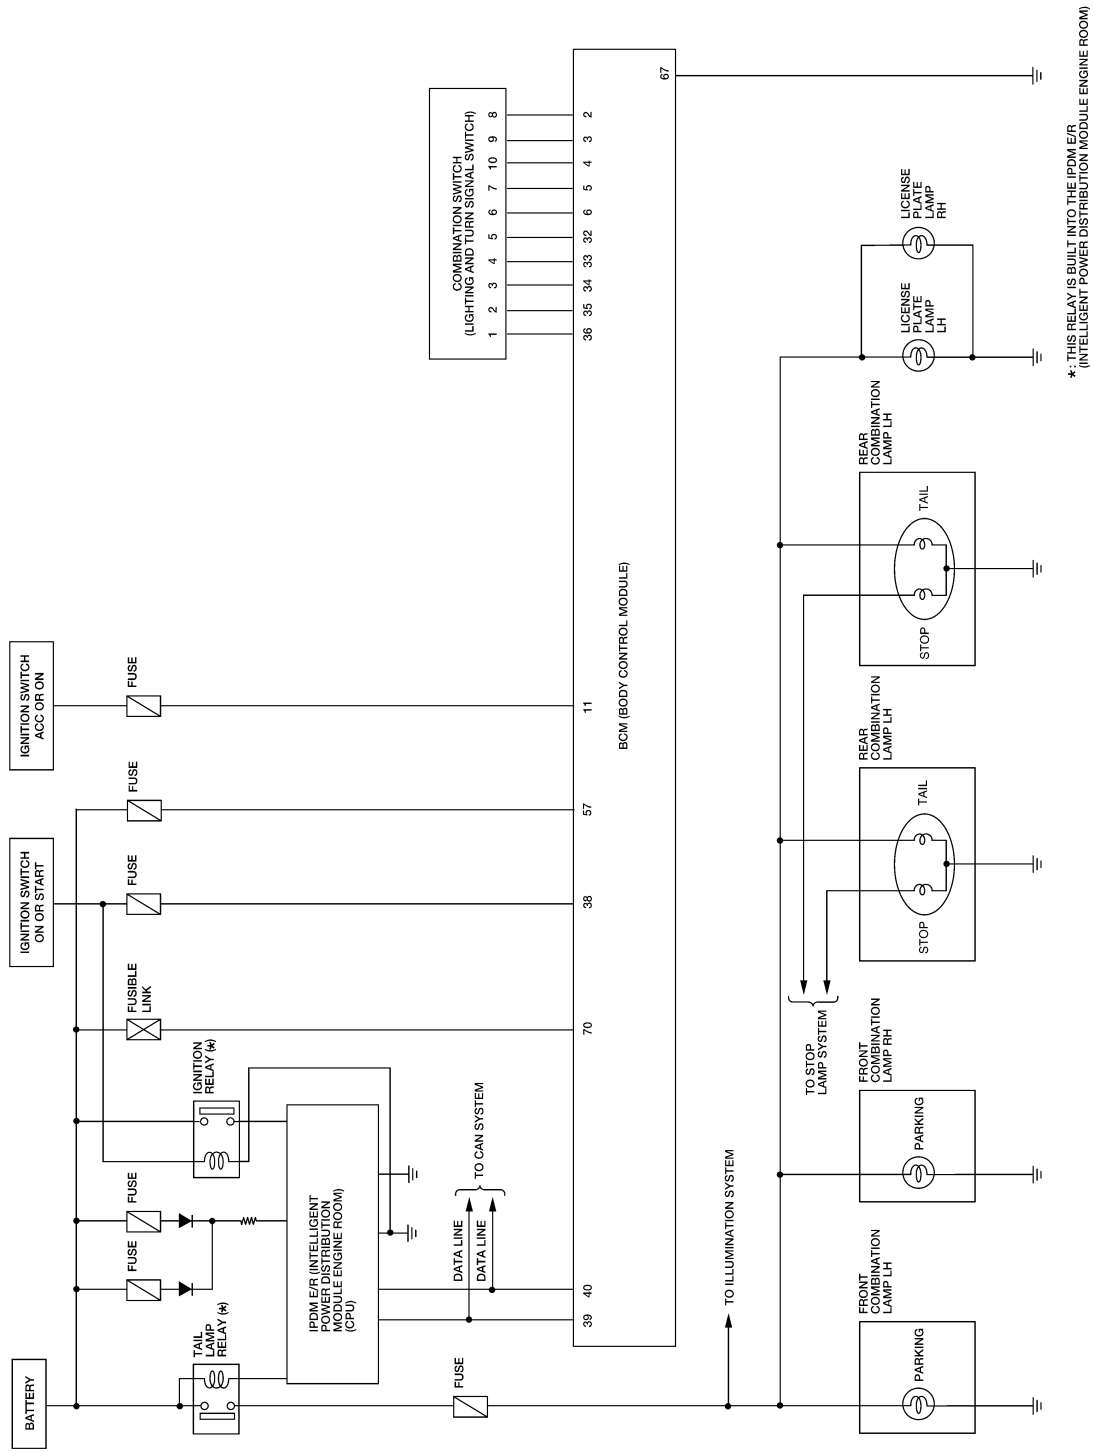 BATTERY
IGNITION SWITCH
ON OR START
IGNITION SWITCH
ACC OR ON
TAIL
LAMP
RELAY (*)
FUSE
FUSE
IGNITION
RELAY (*)
FUSIBLE
LINK
FUSE
FUSE
FUSE
IPDM E/R (INTELLIGENT
POWER DISTRIBUTION
MODULE ENGINE ROOM)
(CPU)
FUSE
DATA LINE
DATA LINE
TO CAN SYSTEM
COMBINATION SWITCH
(LIGHTING AND TURN SIGNAL SWITCH)
1 2 3 4 5 6 7 10 9 8
39 40 70 38 57 11 36 35 34 33 32 6 5 4 3 2
BCM (BODY CONTROL MODULE)
67
TO ILLUMINATION SYSTEM
TO STOP
LAMP SYSTEM
FRONT
COMBINATION
LAMP LH
PARKING
FRONT
COMBINATION
LAMP RH
PARKING
REAR
COMBINATION
LAMP LH
STOP
TAIL
REAR
COMBINATION
LAMP LH
STOP
TAIL
LICENSE
PLATE
LAMP
LH
LICENSE
PLATE
LAMP
RH
*: THIS RELAY IS BUILT INTO THE IPDM E/R
(INTELLIGENT POWER DISTRIBUTION MODULE ENGINE ROOM)